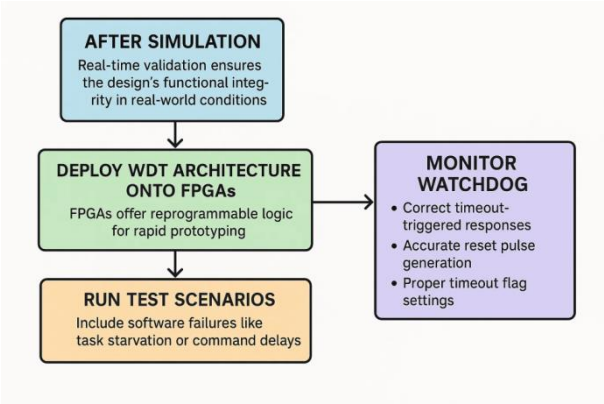 AFTER SIMULATION
Real-time validation ensures
the design's functional integ-
rity in real-world conditions
DEPLOY WDT ARCHITECTURE
ONTO FPGAs
FPGAs offer reprogrammable logic
for rapid prototyping
RUN TEST SCENARIOS
Include software failures like
task starvation or command delays
MONITOR
WATCHDOG
• Correct timeout-
triggered responses
• Accurate reset pulse
generation
• Proper timeout flag
settings